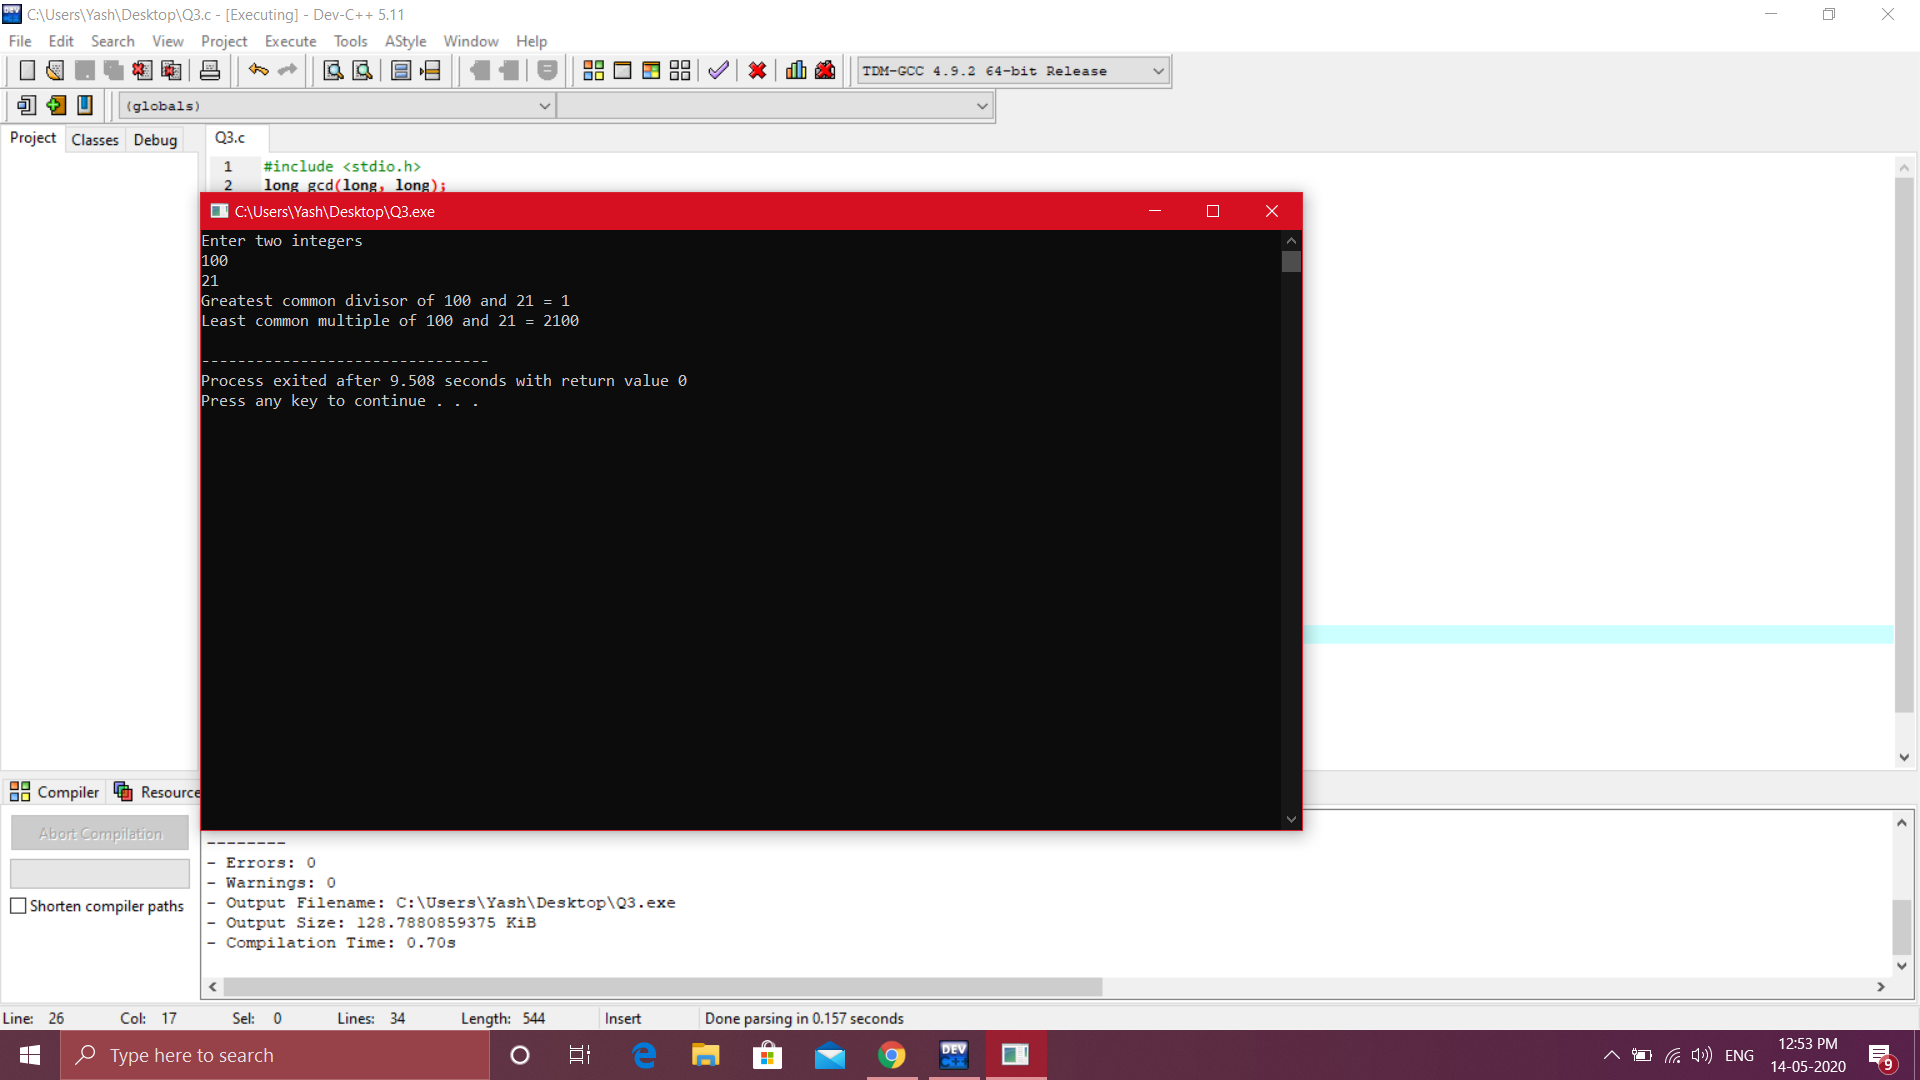 C:\Users\Yash\Desktop\Q3.c - [Executing] - Dev-C++ 5.11
File Edit Search View Project Execute Tools AStyle Window Help
TDM-GCC 4.9.2 64-bit Release
(globals)
Project Classes Debug
Q3.c
1 #include <stdio.h>
2 long gcd(long, long);
C:\Users\Yash\Desktop\Q3.exe
Enter two integers
100
21
Greatest common divisor of 100 and 21 = 1
Least common multiple of 100 and 21 = 2100
--------------------------------
Process exited after 9.508 seconds with return value 0
Press any key to continue . . .
Compiler Resource
Abort Compilation
Shorten compiler paths
--------
- Errors: 0
- Warnings: 0
- Output Filename: C:\Users\Yash\Desktop\Q3.exe
- Output Size: 128.7880859375 KiB
- Compilation Time: 0.70s
Line: 26 Col: 17 Sel: 0 Lines: 34 Length: 544 Insert Done parsing in 0.157 seconds
Type here to search
DEV C++
ENG
12:53 PM
14-05-2020
9